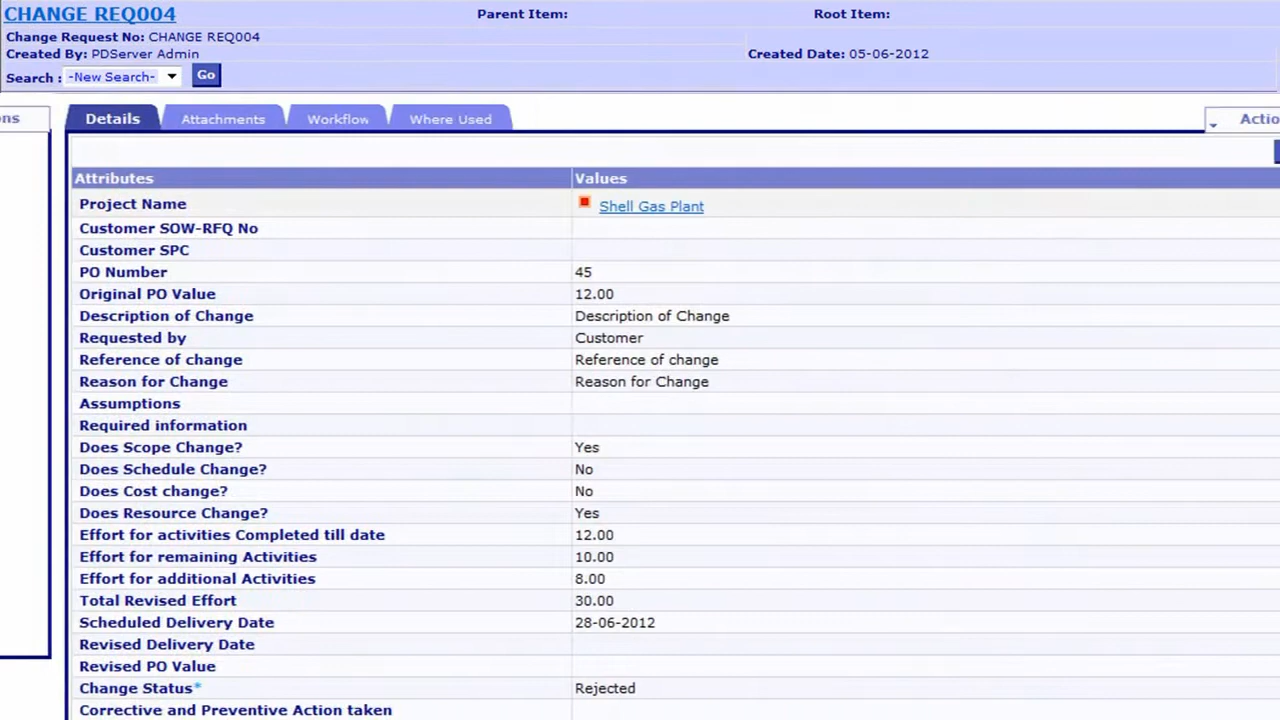 CHANGE REQ004 Parent Item: Root Item:
Change Request No: CHANGE REQ004
Created By: PDServer Admin Created Date: 05-06-2012
Search : -New Search- Go
ns Details Attachments Workflow Where Used Actio
Attributes Values
Project Name Shell Gas Plant
Customer SOW-RFQ No
Customer SPC
PO Number 45
Original PO Value 12.00
Description of Change Description of Change
Requested by Customer
Reference of change Reference of change
Reason for Change Reason for Change
Assumptions
Required information
Does Scope Change? Yes
Does Schedule Change? No
Does Cost change? No
Does Resource Change? Yes
Effort for activities Completed till date 12.00
Effort for remaining Activities 10.00
Effort for additional Activities 8.00
Total Revised Effort 30.00
Scheduled Delivery Date 28-06-2012
Revised Delivery Date
Revised PO Value
Change Status* Rejected
Corrective and Preventive Action taken